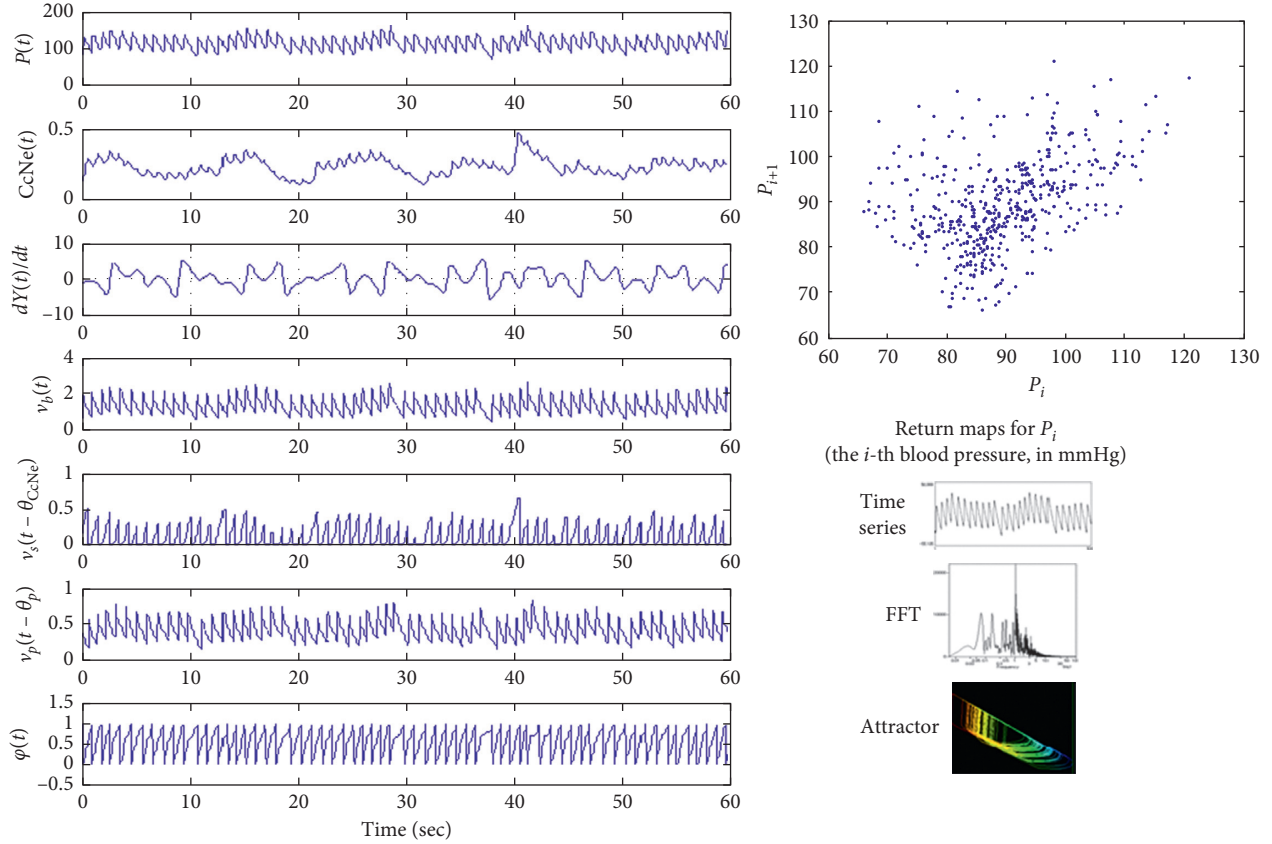 200
100
0
P(t)
0 10 20 30 40 50 60
0.5
0
CcNe(t)
0 10 20 30 40 50 60
10
0
−10
dY(t)/dt
0 10 20 30 40 50 60
4
2
0
v_b(t)
0 10 20 30 40 50 60
1
0.5
0
v_s(t − θ_CcNe)
0 10 20 30 40 50 60
1
0.5
0
v_p(t − θ_p)
0 10 20 30 40 50 60
1.5
1
0.5
0
−0.5
φ(t)
0 10 20 30 40 50 60
Time (sec)
130
120
110
100
90
80
70
60
P_{i+1}
60 70 80 90 100 110 120 130
P_i
Return maps for P_i
(the i-th blood pressure, in mmHg)
Time
series
FFT
Attractor